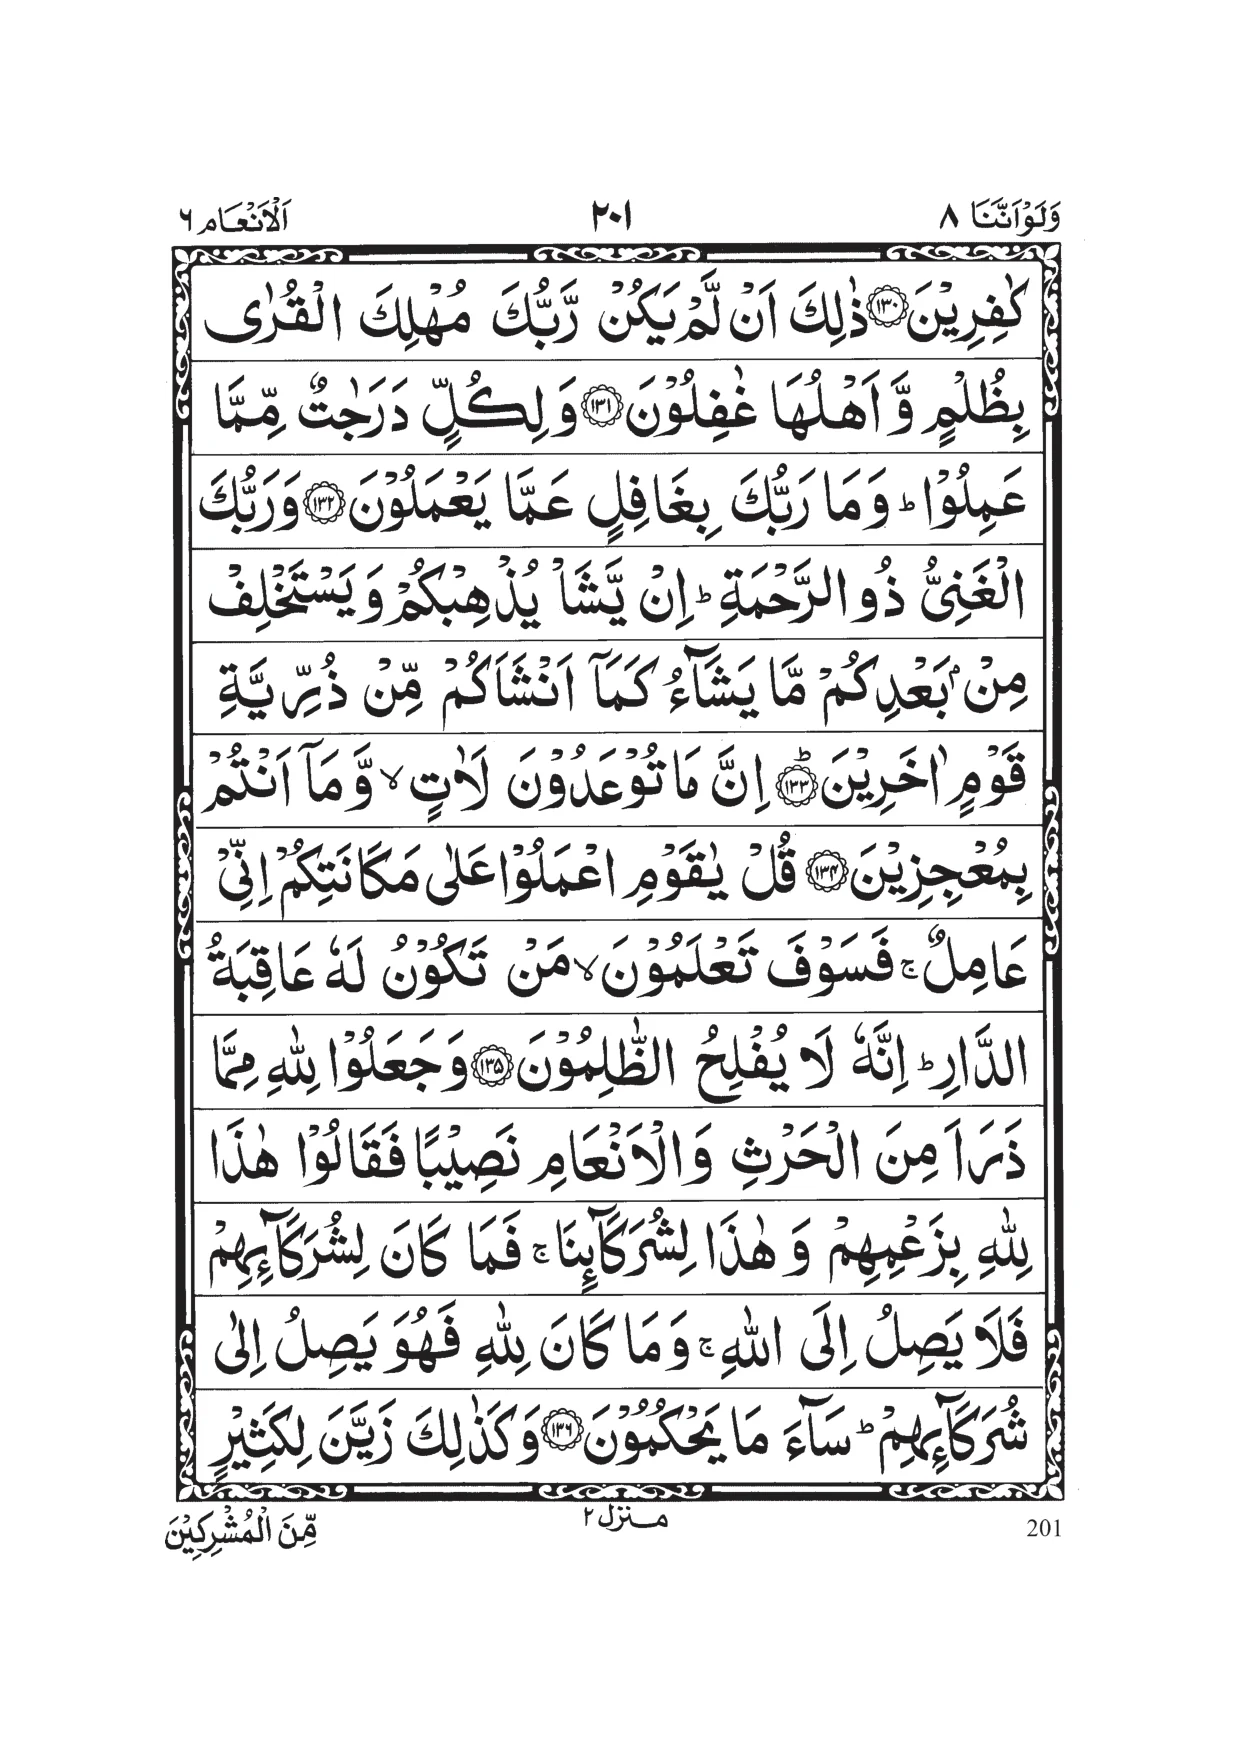 وَلَوْاَنَّنَا ٨
٢٠١
اَلْاَنْعَام ٦
كٰفِرِيْنَ ۝١٣٠ ذٰلِكَ اَنْ لَّمْ يَكُنْ رَّبُّكَ مُهْلِكَ الْقُرٰى
بِظُلْمٍ وَّ اَهْلُهَا غٰفِلُوْنَ ۝١٣١ وَ لِكُلٍّ دَرَجٰتٌ مِّمَّا
عَمِلُوْا ؕ وَ مَا رَبُّكَ بِغَافِلٍ عَمَّا يَعْمَلُوْنَ ۝١٣٢ وَ رَبُّكَ
الْغَنِىُّ ذُو الرَّحْمَةِ ؕ اِنْ يَّشَاْ يُذْهِبْكُمْ وَ يَسْتَخْلِفْ
مِنْۢ بَعْدِكُمْ مَّا يَشَآءُ كَمَاۤ اَنْشَاَكُمْ مِّنْ ذُرِّيَّةِ
قَوْمٍ اٰخَرِيْنَ ؕ۝١٣٣ اِنَّ مَا تُوْعَدُوْنَ لَاٰتٍ ۙ وَّ مَاۤ اَنْتُمْ
بِمُعْجِزِيْنَ ۝١٣٤ قُلْ يٰقَوْمِ اعْمَلُوْا عَلٰى مَكَانَتِكُمْ اِنِّىْ
عَامِلٌ ۚ فَسَوْفَ تَعْلَمُوْنَ ۙ مَنْ تَكُوْنُ لَهٗ عَاقِبَةُ
الدَّارِ ؕ اِنَّهٗ لَا يُفْلِحُ الظّٰلِمُوْنَ ۝١٣٥ وَ جَعَلُوْا لِلّٰهِ مِمَّا
ذَرَاَ مِنَ الْحَرْثِ وَ الْاَنْعَامِ نَصِيْبًا فَقَالُوْا هٰذَا
لِلّٰهِ بِزَعْمِهِمْ وَ هٰذَا لِشُرَكَآئِنَا ۚ فَمَا كَانَ لِشُرَكَآئِهِمْ
فَلَا يَصِلُ اِلَى اللّٰهِ ۚ وَ مَا كَانَ لِلّٰهِ فَهُوَ يَصِلُ اِلٰى
شُرَكَآئِهِمْ ؕ سَآءَ مَا يَحْكُمُوْنَ ۝١٣٦ وَ كَذٰلِكَ زَيَّنَ لِكَثِيْرٍ
201
منزل ٢
مِّنَ الْمُشْرِكِيْنَ